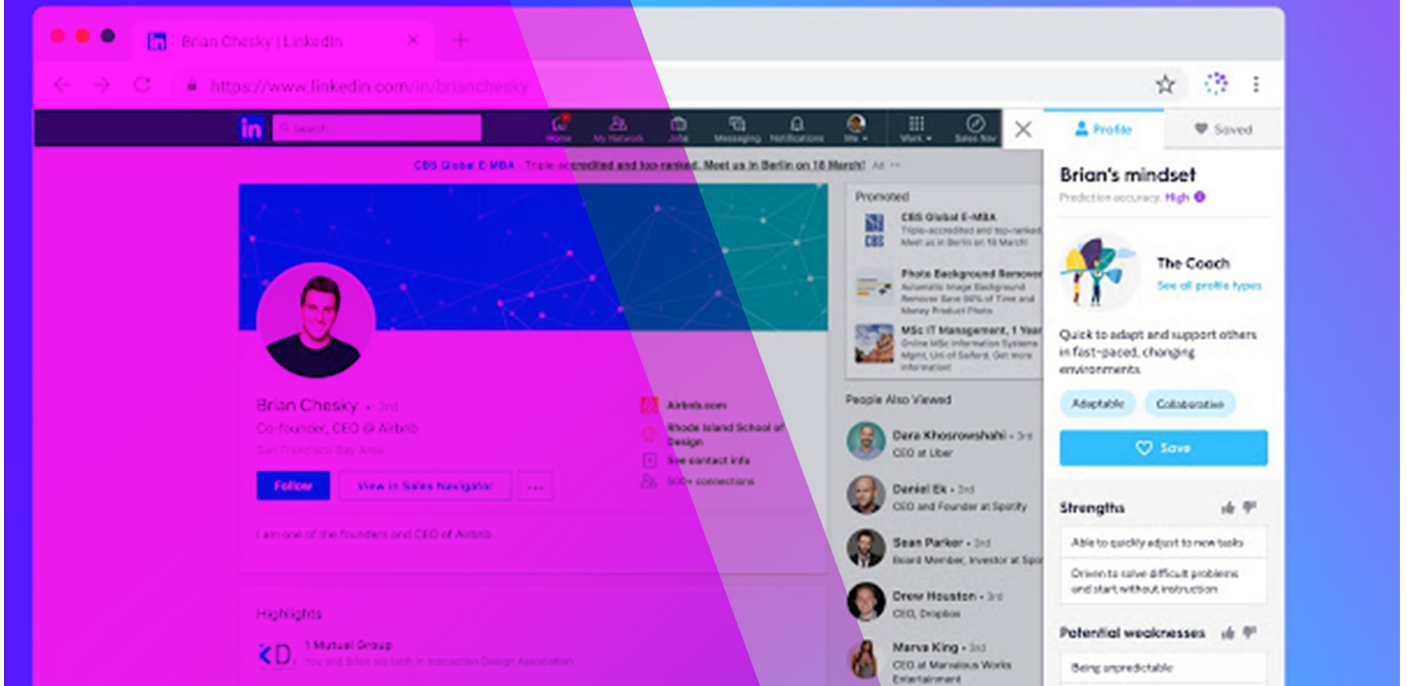 Brian Chesky | LinkedIn
https://www.linkedin.com/in/brianchesky
in
Search
Home
My Network
Jobs
Messaging
Notifications
Me
Work
Sales Nav
CBS Global E-MBA - Triple-accredited and top-ranked. Meet us in Berlin on 18 March! Ad ...
Brian Chesky • 3rd
Co-founder, CEO @ Airbnb
San Francisco Bay Area
Follow
View in Sales Navigator
...
Airbnb.com
Rhode Island School of
Design
See contact info
500+ connections
I am one of the founders and CEO of Airbnb.
Highlights
1 Mutual Group
You and Brian are both in Interaction Design Association
Promoted
CBS
CBS Global E-MBA
Triple-accredited and top-ranked
Meet us in Berlin on 18 March!
Photo Background Remover
Automatic Image Background
Remover Save 90% of Time and
Money Product Photo
MSc IT Management, 1 Year
Online MSc Information Systems
Mgmt, Uni of Salford. Get more
information!
People Also Viewed
Dara Khosrowshahi • 3rd
CEO at Uber
Daniel Ek • 3rd
CEO and Founder at Spotify
Sean Parker • 3rd
Board Member, Investor at Spot
Drew Houston • 3rd
CEO, Dropbox
Marva King • 3rd
CEO at Marvalous Works
Entertainment
Profile
Saved
Brian's mindset
Prediction accuracy: High
The Coach
See all profile types
Quick to adapt and support others
in fast-paced, changing
environments
Adaptable
Collaborative
Save
Strengths
Able to quickly adjust to new tasks
Driven to solve difficult problems
and start without instruction
Potential weaknesses
Being unpredictable